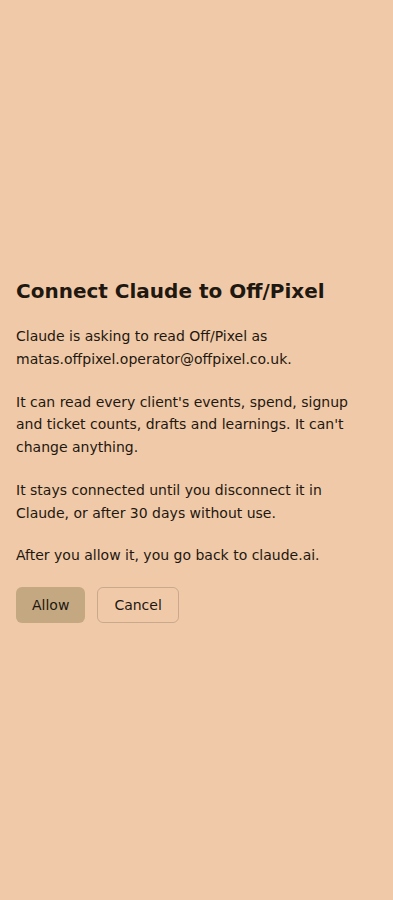 Connect Claude to Off/Pixel
Claude is asking to read Off/Pixel as
matas.offpixel.operator@offpixel.co.uk.
It can read every client's events, spend, signup
and ticket counts, drafts and learnings. It can't
change anything.
It stays connected until you disconnect it in
Claude, or after 30 days without use.
After you allow it, you go back to claude.ai.
Allow
Cancel